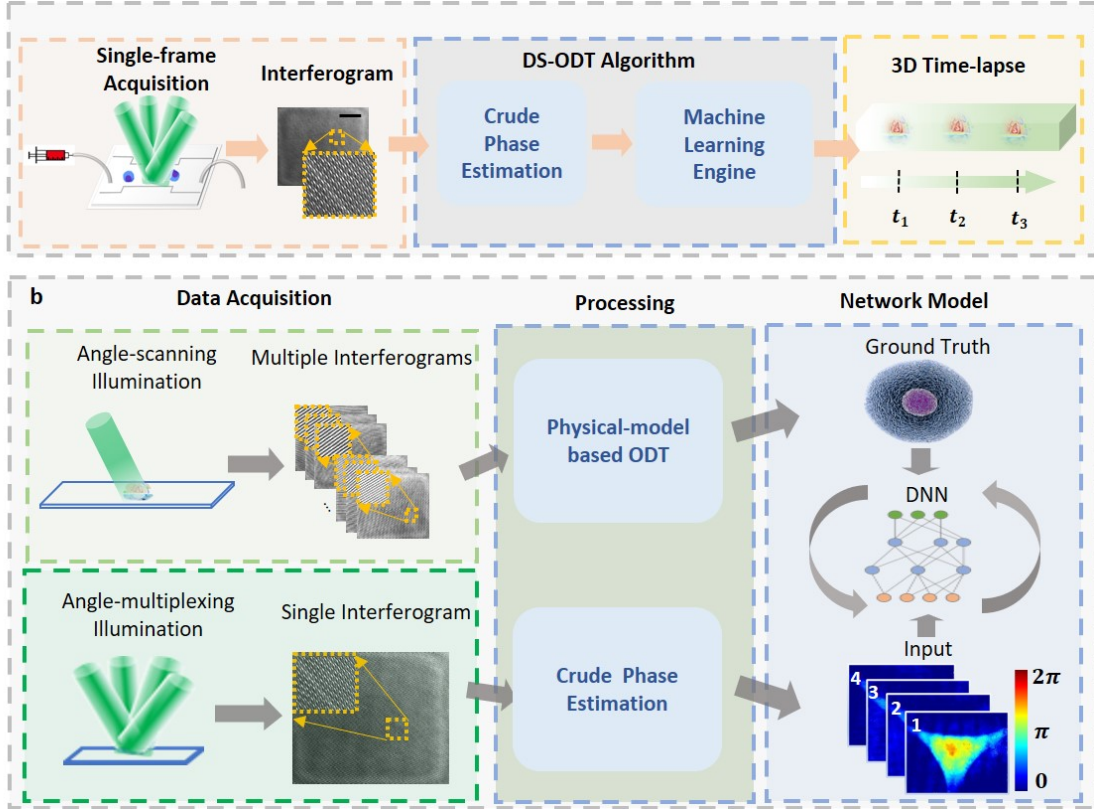 Single-frame
Acquisition
Interferogram
DS-ODT Algorithm
Crude
Phase
Estimation
Machine
Learning
Engine
3D Time-lapse
t₁
t₂
t₃
b
Data Acquisition
Processing
Network Model
Angle-scanning
Illumination
Multiple Interferograms
...
Physical-model
based ODT
Ground Truth
DNN
Angle-multiplexing
Illumination
Single Interferogram
Crude Phase
Estimation
Input
4
3
2
1
2π
π
0